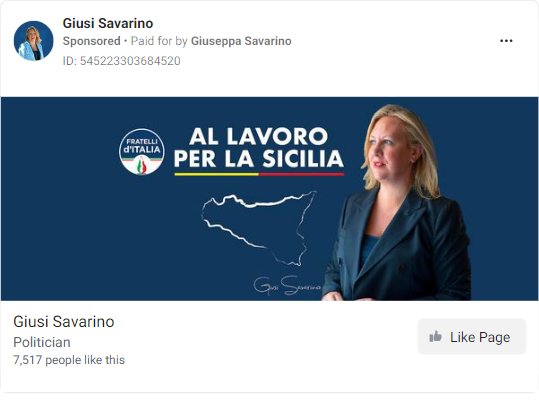 Giusi Savarino
Sponsored • Paid for by Giuseppa Savarino
ID: 545223303684520
FRATELLI
d'ITALIA
AL LAVORO
PER LA SICILIA
Giusi Savarino
Giusi Savarino
Politician
7,517 people like this
Like Page